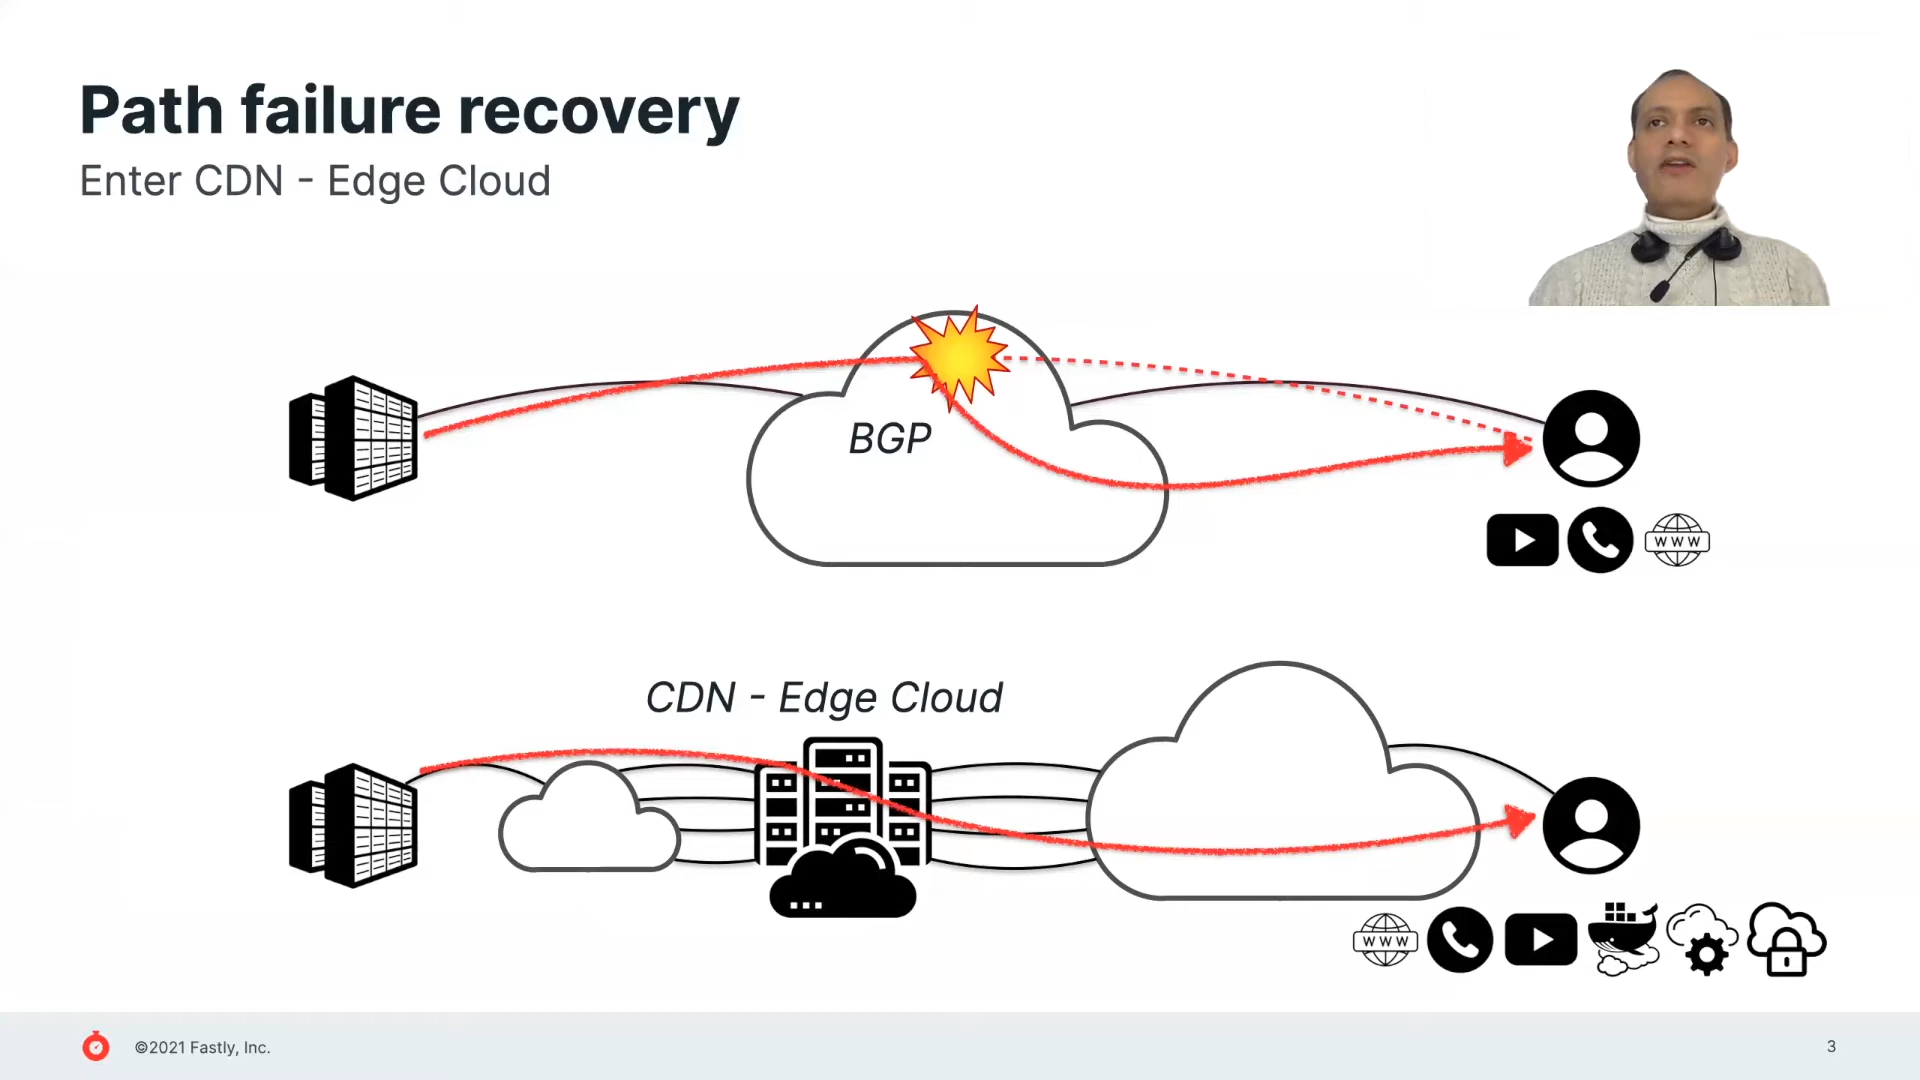 Path failure recovery
Enter CDN - Edge Cloud
BGP
WWW
CDN - Edge Cloud
WWW
©2021 Fastly, Inc.
3